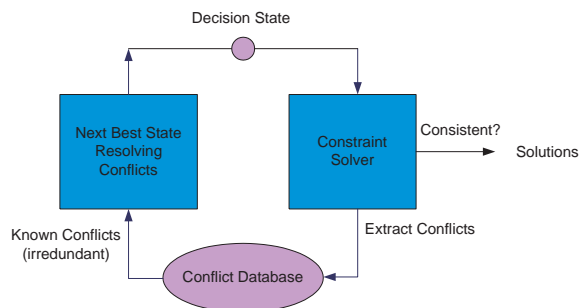 Decision State
Next Best State
Resolving
Conflicts
Constraint
Solver
Consistent?
Solutions
Extract Conflicts
Known Conflicts
(irredundant)
Conflict Database